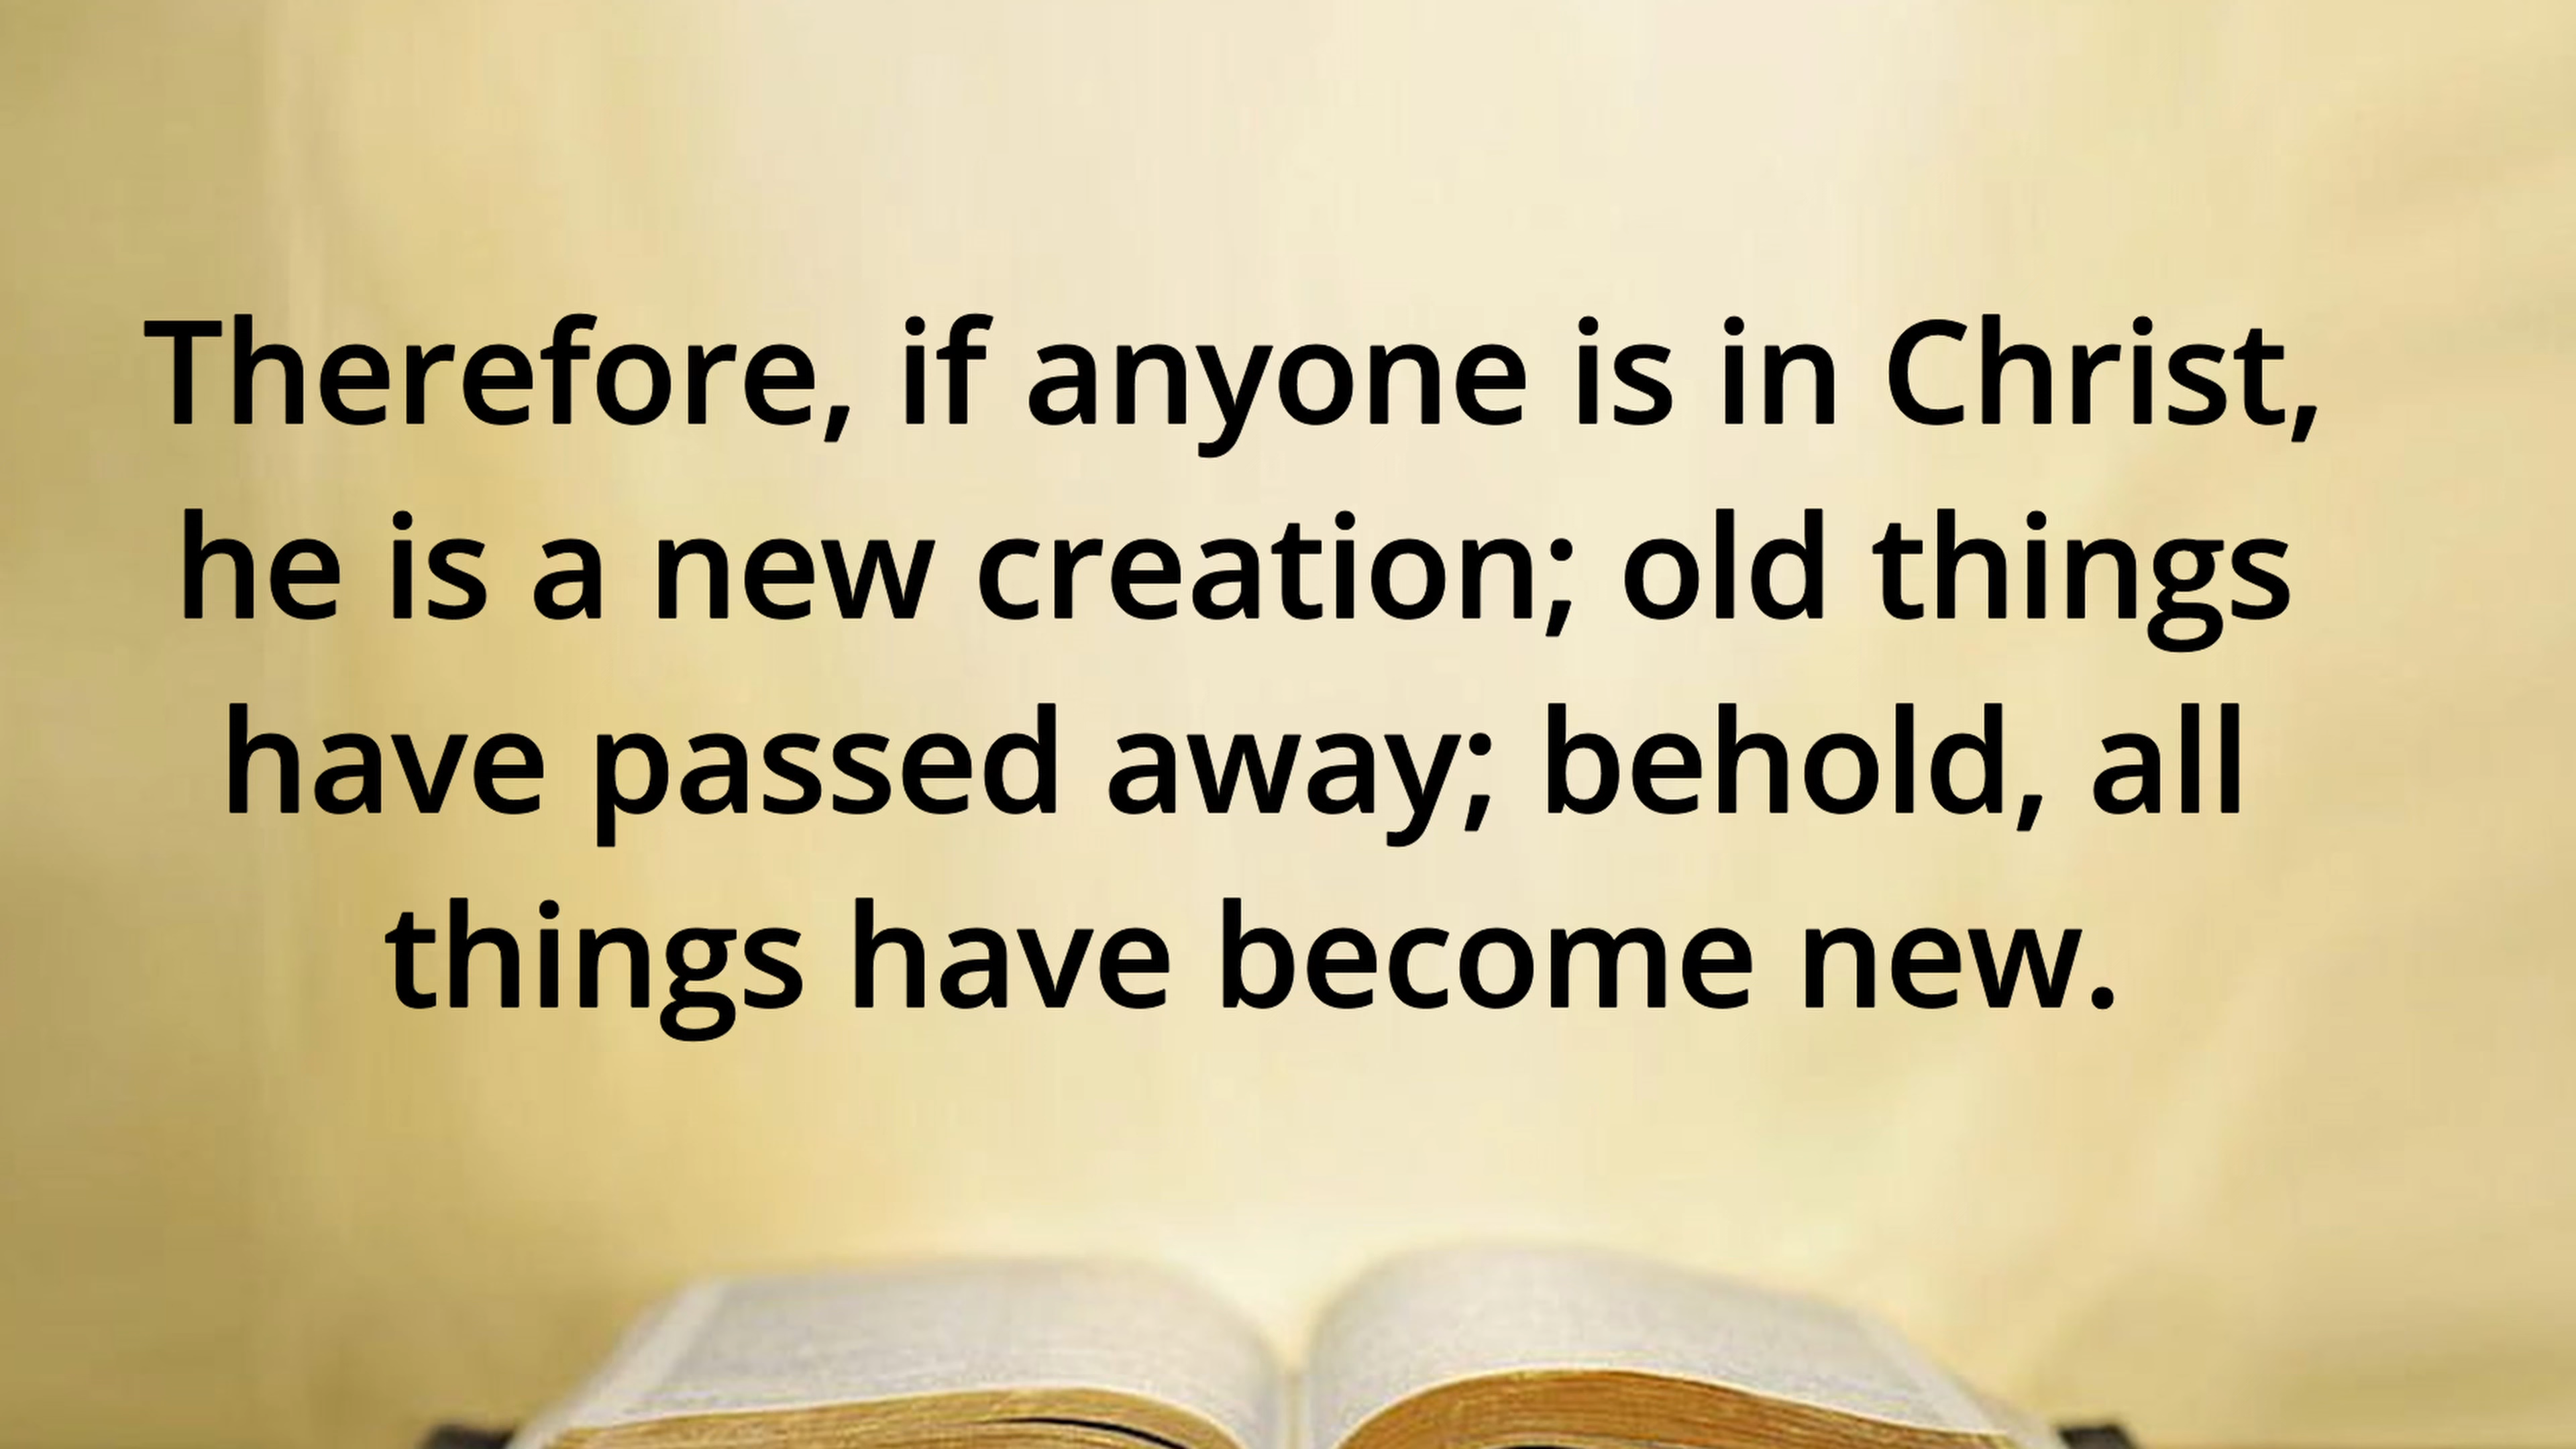 Therefore, if anyone is in Christ,
he is a new creation; old things
have passed away; behold, all
things have become new.